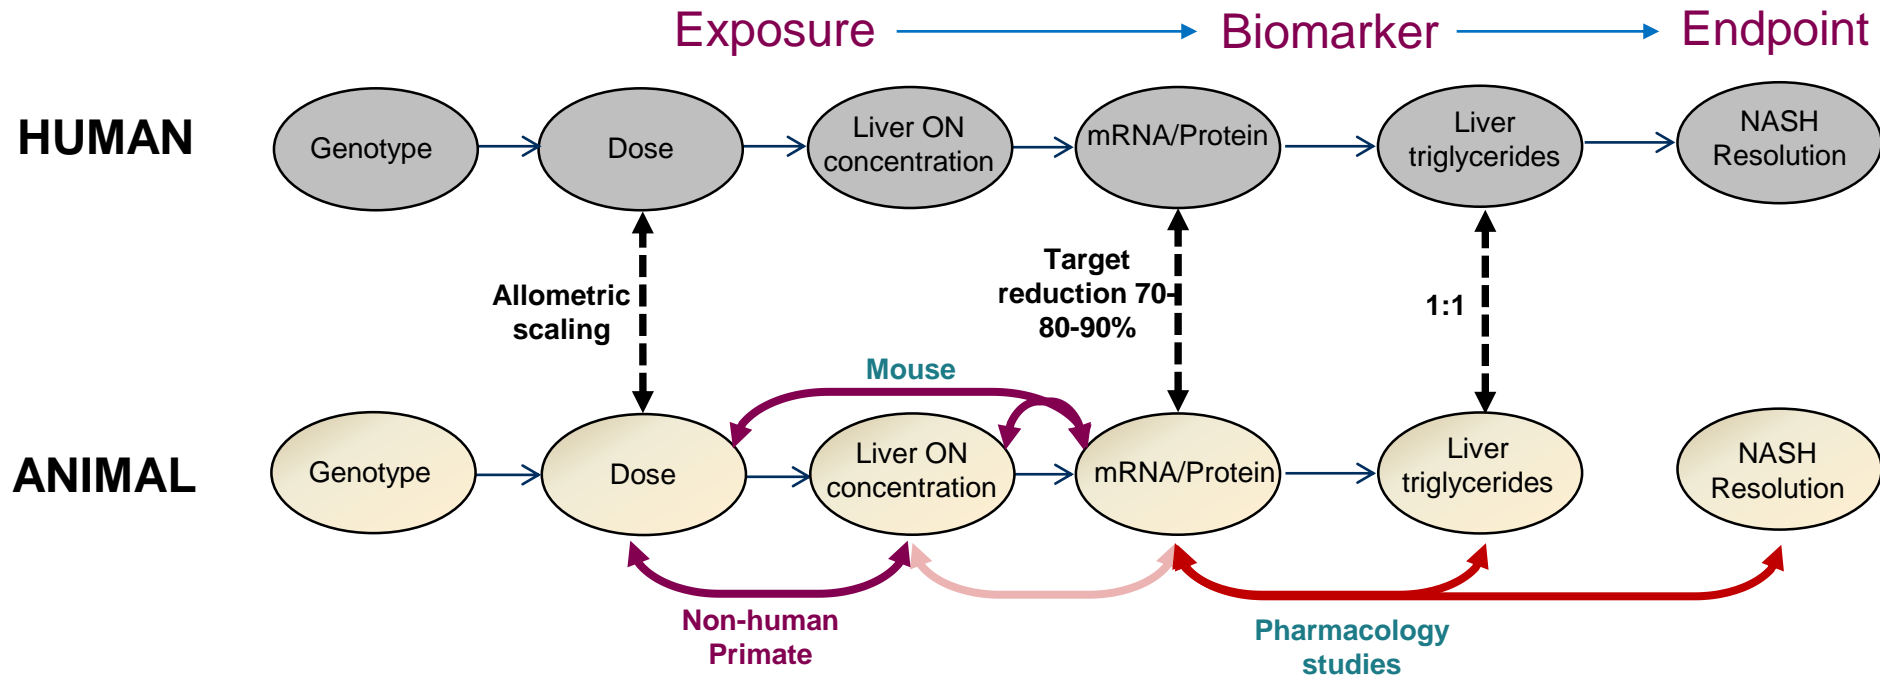 Exposure
Biomarker
Endpoint
HUMAN
Genotype
Dose
Liver ON
concentration
mRNA/Protein
Liver
triglycerides
NASH
Resolution
Allometric
scaling
Target
reduction 70-
80-90%
1:1
Mouse
ANIMAL
Genotype
Dose
Liver ON
concentration
mRNA/Protein
Liver
triglycerides
NASH
Resolution
Non-human
Primate
Pharmacology
studies